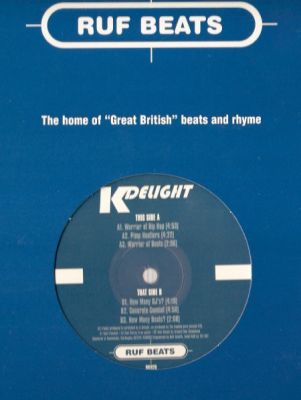 RUF BEATS
The home of “Great British” beats and rhyme
K DELIGHT
THIS SIDE A
A1. Warrior of Hip Hop [4:53]
A2. Pimp Hustlers [4:22]
A3. Warrior of Beats [2:06]
THAT SIDE B
B1. How Many DJ's? [4:10]
B2. Concrete Conduit [4:50]
B3. How Many Beats? [2:08]
RUF BEATS